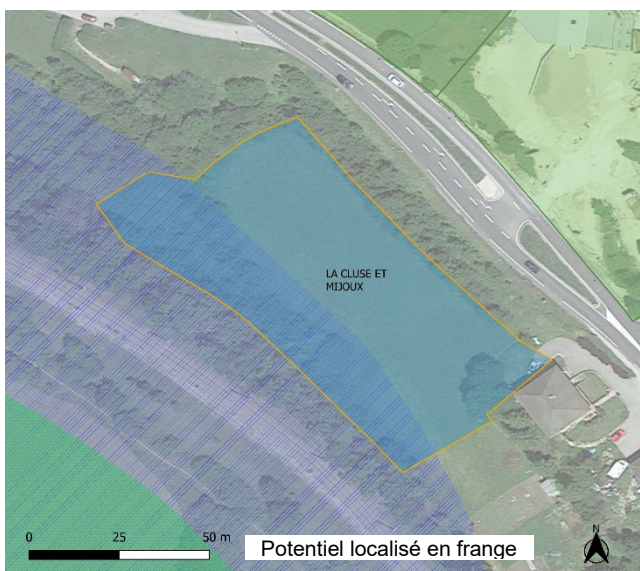 LA CLUSE ET
MIJOUX
0 25 50 m
Potentiel localisé en frange
N